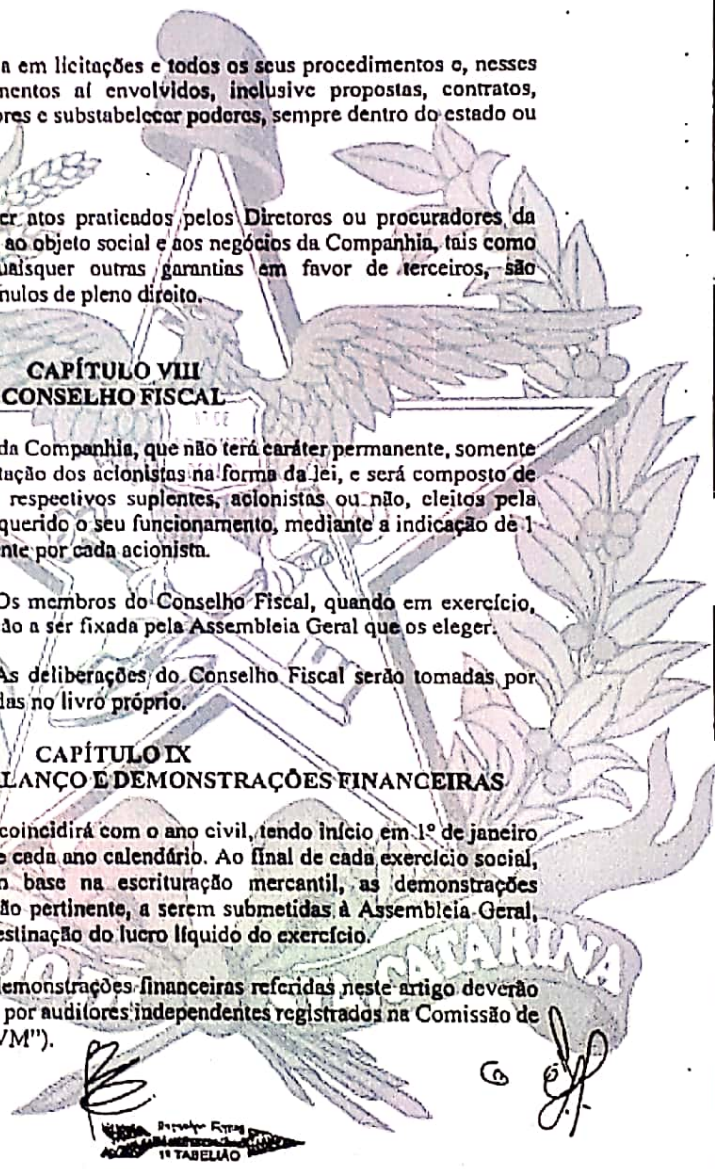 a em licitações e todos os seus procedimentos e, nesses
nentos aí envolvidos, inclusive propostas, contratos,
ores e substabelecer poderes, sempre dentro do estado ou
er atos praticados pelos Diretores ou procuradores da
ao objeto social e aos negócios da Companhia, tais como
uaisquer outras garantias em favor de terceiros, são
nulos de pleno direito.
CAPÍTULO VIII
CONSELHO FISCAL
da Companhia, que não terá caráter permanente, somente
tação dos acionistas na forma da lei, e será composto de
respectivos suplentes, acionistas ou não, eleitos pela
querido o seu funcionamento, mediante a indicação de 1
nte por cada acionista.
Os membros do Conselho Fiscal, quando em exercício,
ão a ser fixada pela Assembleia Geral que os eleger.
As deliberações do Conselho Fiscal serão tomadas por
das no livro próprio.
CAPÍTULO IX
LANÇO E DEMONSTRAÇÕES FINANCEIRAS
coincidirá com o ano civil, tendo início em 1º de janeiro
e cada ano calendário. Ao final de cada exercício social,
n base na escrituração mercantil, as demonstrações
ão pertinente, a serem submetidas à Assembleia Geral,
estinação do lucro líquido do exercício.
CATARINA
demonstrações financeiras referidas neste artigo deverão
por auditores independentes registrados na Comissão de
VM").
1º TABELIÃO